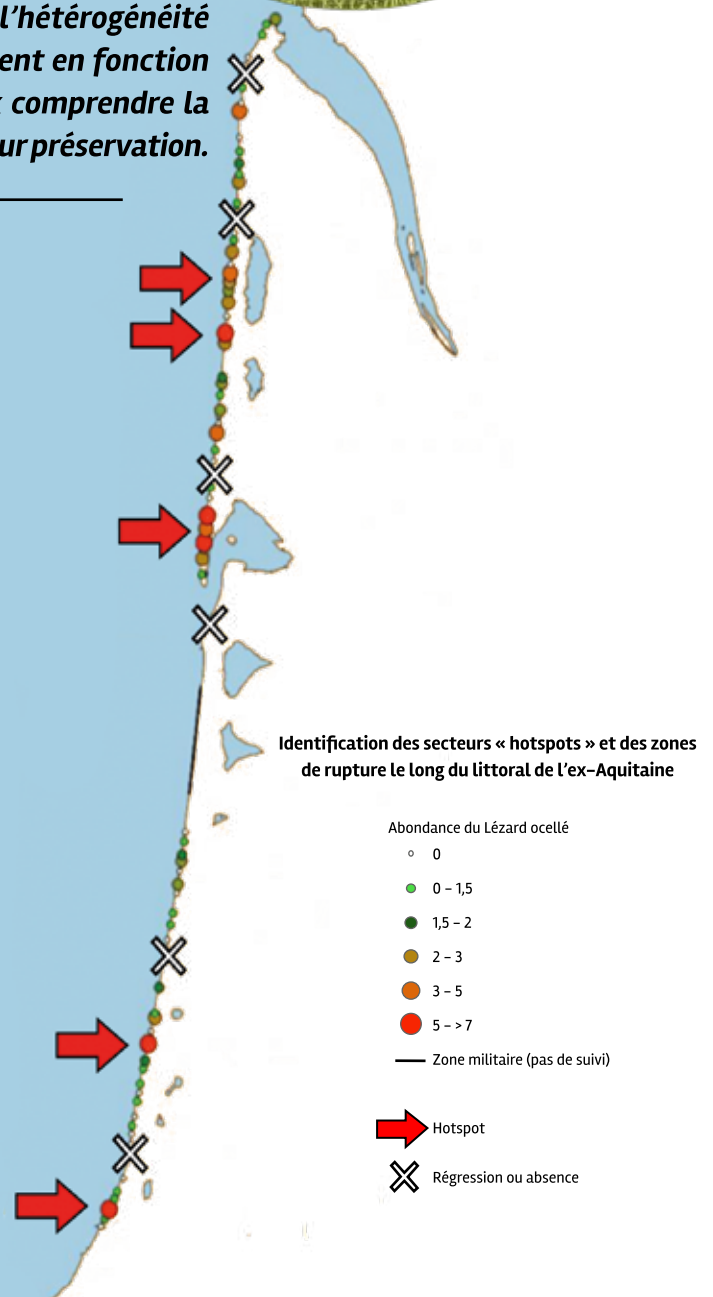 l’hétérogénéité
ent en fonction
comprendre la
ur préservation.
Identification des secteurs « hotspots » et des zones
de rupture le long du littoral de l’ex-Aquitaine
Abondance du Lézard ocellé
0
0 – 1,5
1,5 – 2
2 – 3
3 – 5
5 – > 7
Zone militaire (pas de suivi)
Hotspot
Régression ou absence